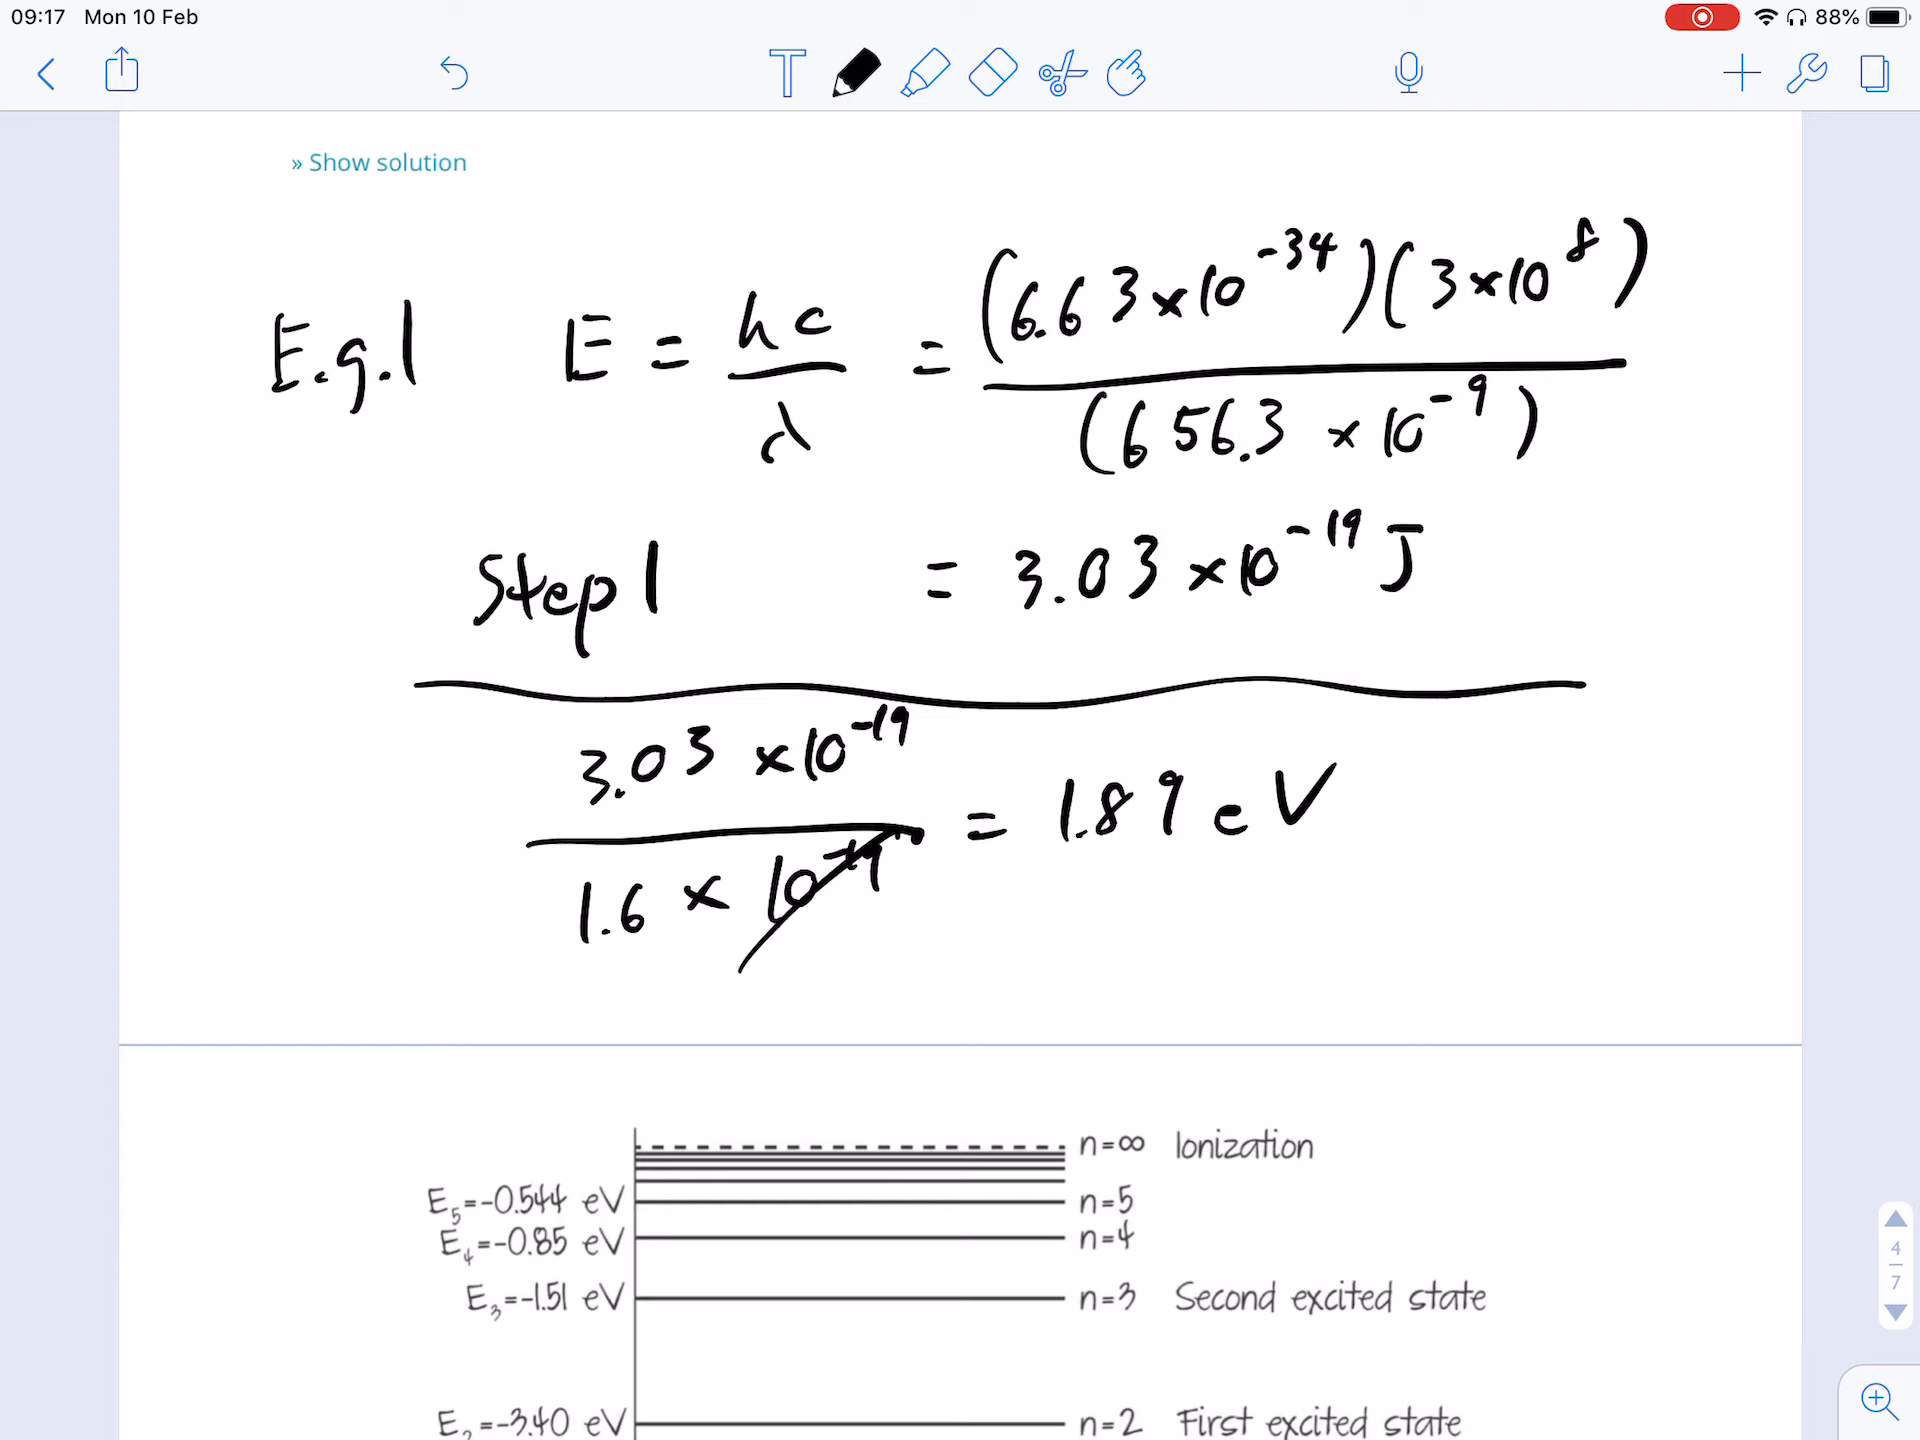 09:17 Mon 10 Feb 88%
» Show solution
E.g.1 E = hc / λ = (6.63 × 10⁻³⁴)(3 × 10⁸) / (656.3 × 10⁻⁹)
Step 1 = 3.03 × 10⁻¹⁹ J
3.03 × 10⁻¹⁹ / 1.6 × 10⁻¹⁹ = 1.89 eV
n=∞ Ionization
E₅=-0.544 eV n=5
E₄=-0.85 eV n=4
E₃=-1.51 eV n=3 Second excited state
E₂=-3.40 eV n=2 First excited state
4
7